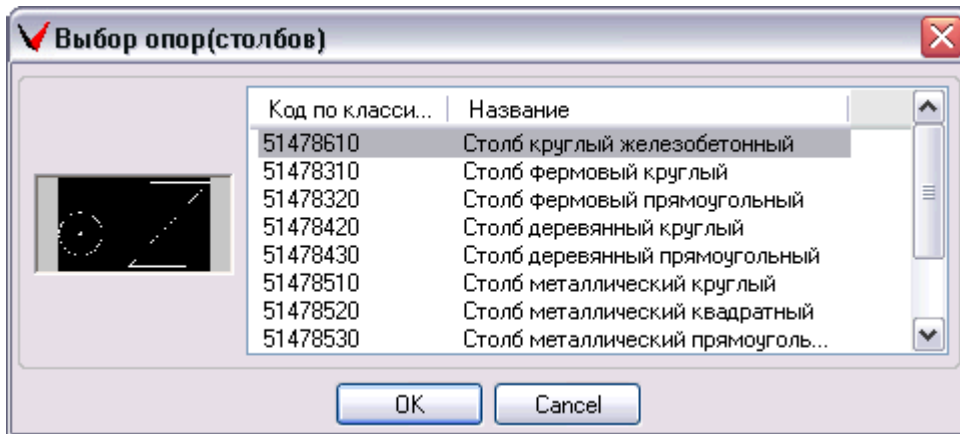 Выбор опор(столбов)
Код по класси... Название
51478610 Столб круглый железобетонный
51478310 Столб фермовый круглый
51478320 Столб фермовый прямоугольный
51478420 Столб деревянный круглый
51478430 Столб деревянный прямоугольный
51478510 Столб металлический круглый
51478520 Столб металлический квадратный
51478530 Столб металлический прямоуголь...
OK Cancel